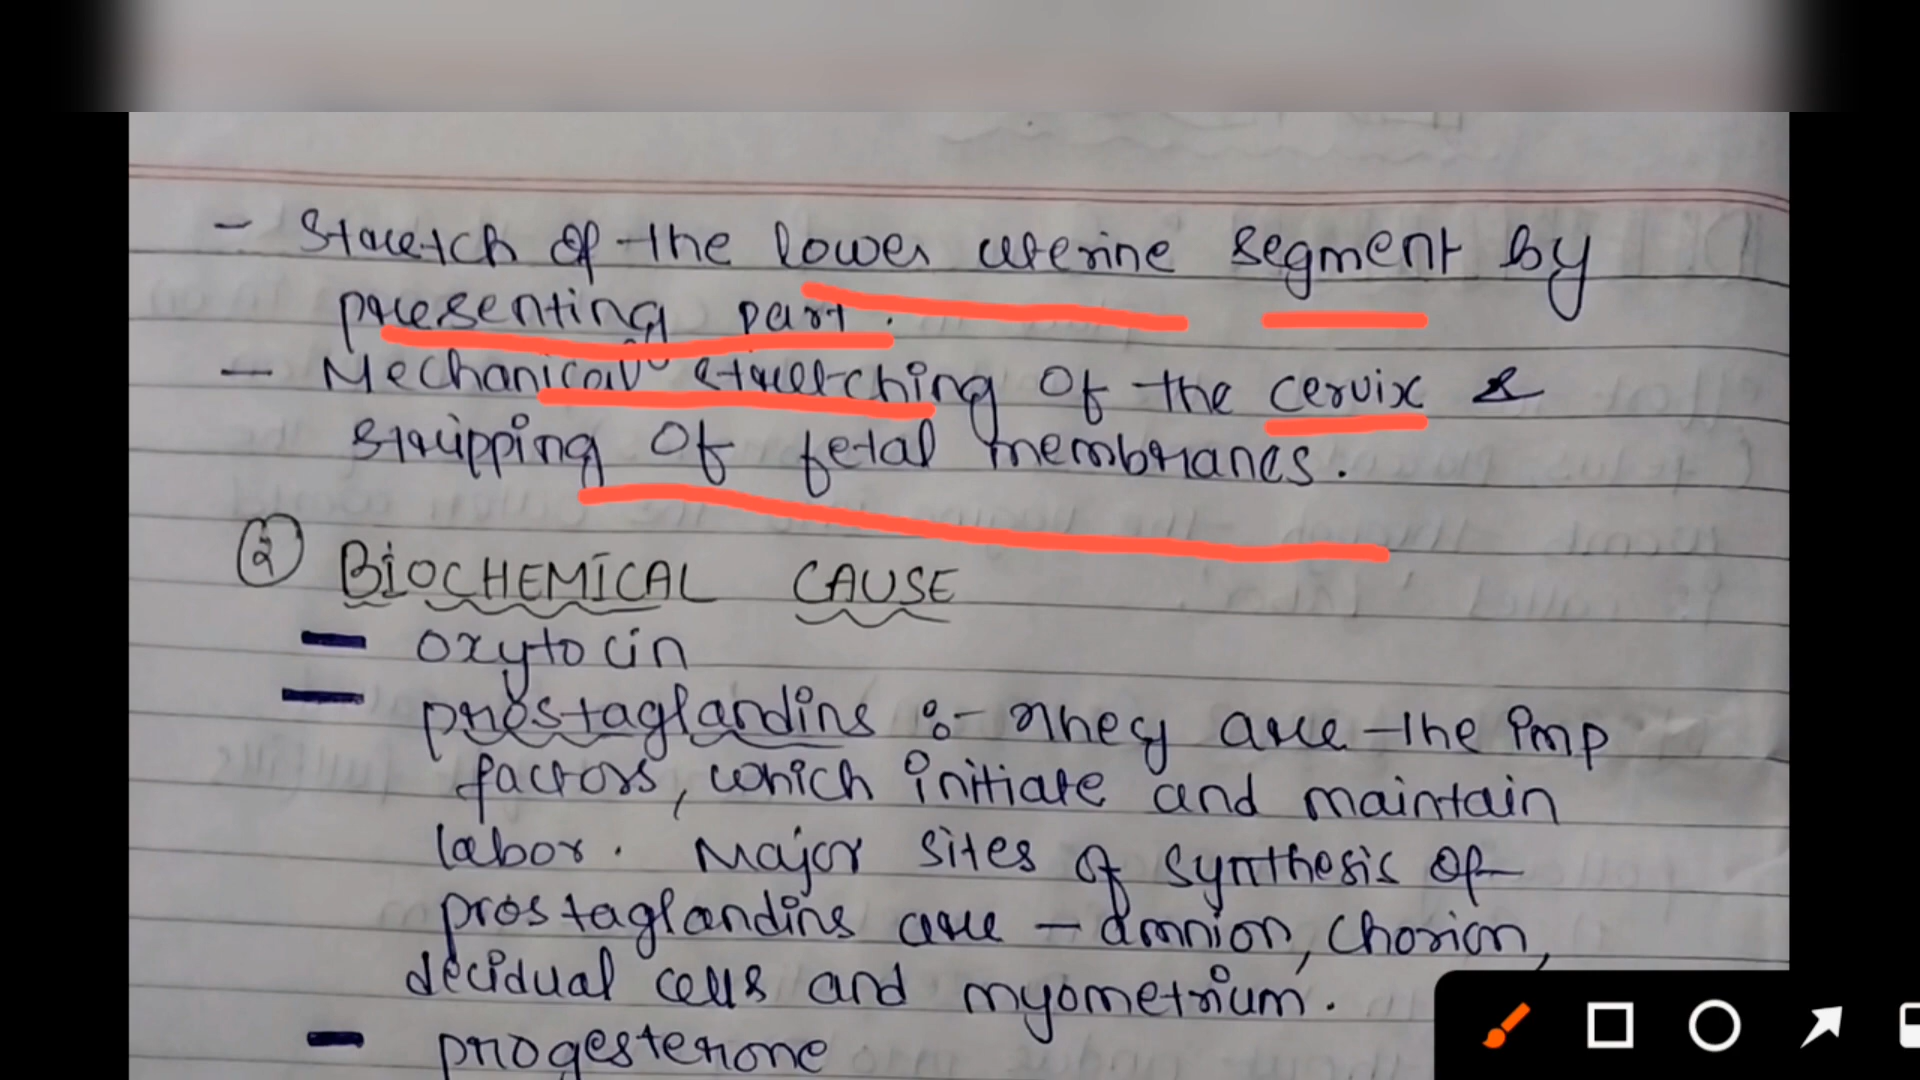 - Stretch of the lower uterine segment by
presenting part.
- Mechanical stretching of the cervix &
stripping of fetal membranes.
② BIOCHEMICAL CAUSE
- oxytocin
- prostaglandins :- They are the imp
factors, which initiate and maintain
labor. Major sites of synthesis of
prostaglandins are - amnion, chorion,
decidual cells and myometrium.
- progesterone